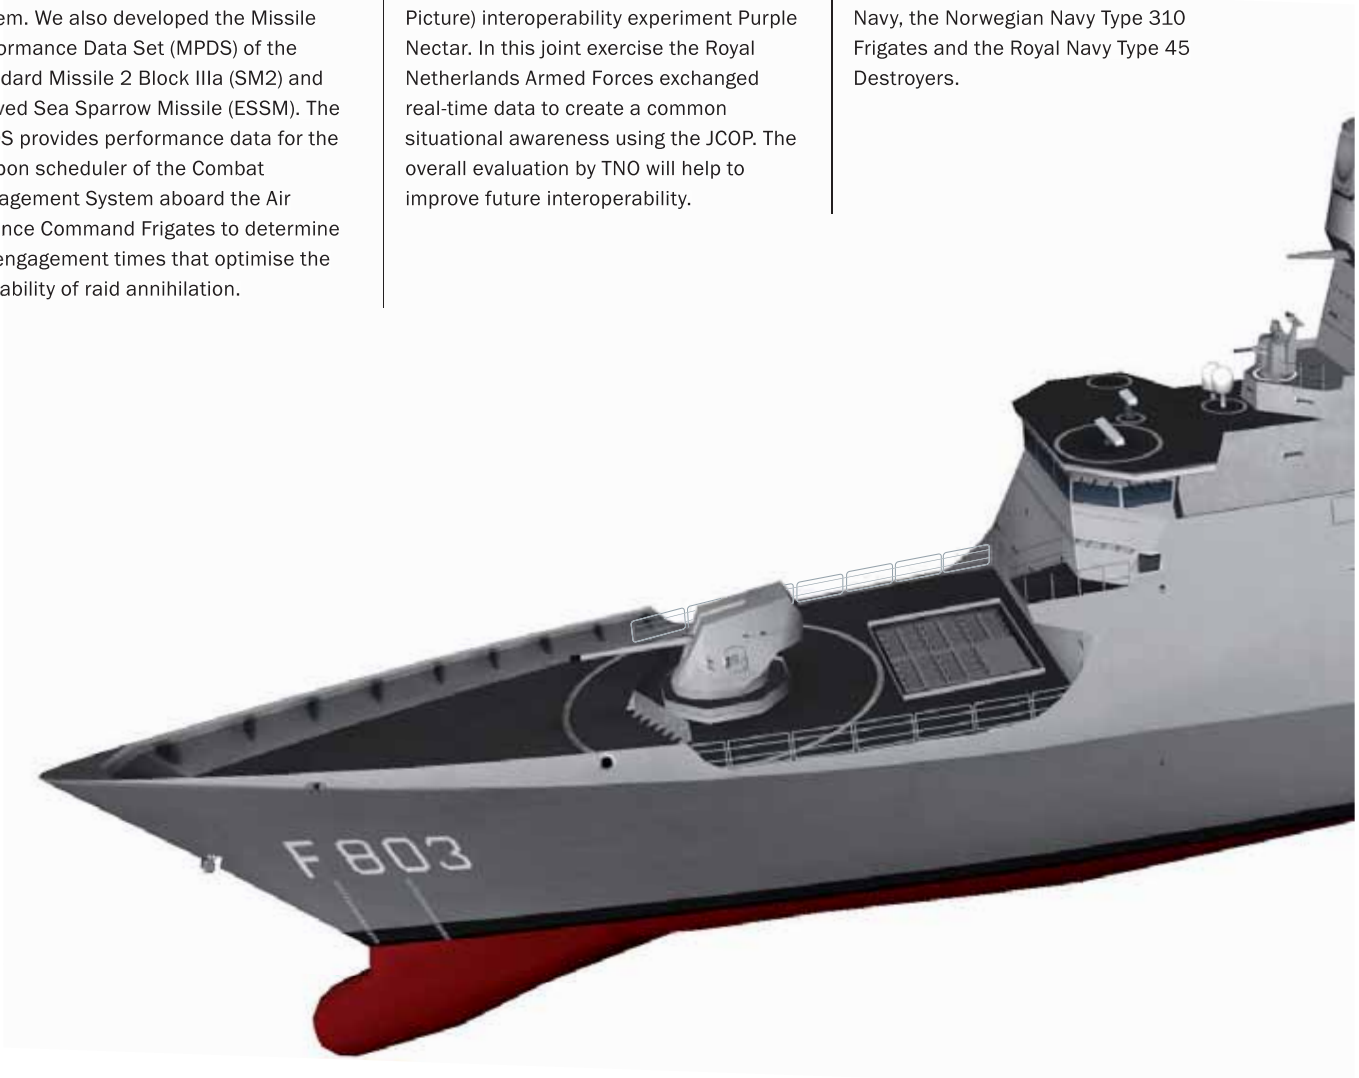 em. We also developed the Missile
ormance Data Set (MPDS) of the
dard Missile 2 Block IIIa (SM2) and
ved Sea Sparrow Missile (ESSM). The
S provides performance data for the
pon scheduler of the Combat
agement System aboard the Air
nce Command Frigates to determine
engagement times that optimise the
ability of raid annihilation.
Picture) interoperability experiment Purple
Nectar. In this joint exercise the Royal
Netherlands Armed Forces exchanged
real-time data to create a common
situational awareness using the JCOP. The
overall evaluation by TNO will help to
improve future interoperability.
Navy, the Norwegian Navy Type 310
Frigates and the Royal Navy Type 45
Destroyers.
F803